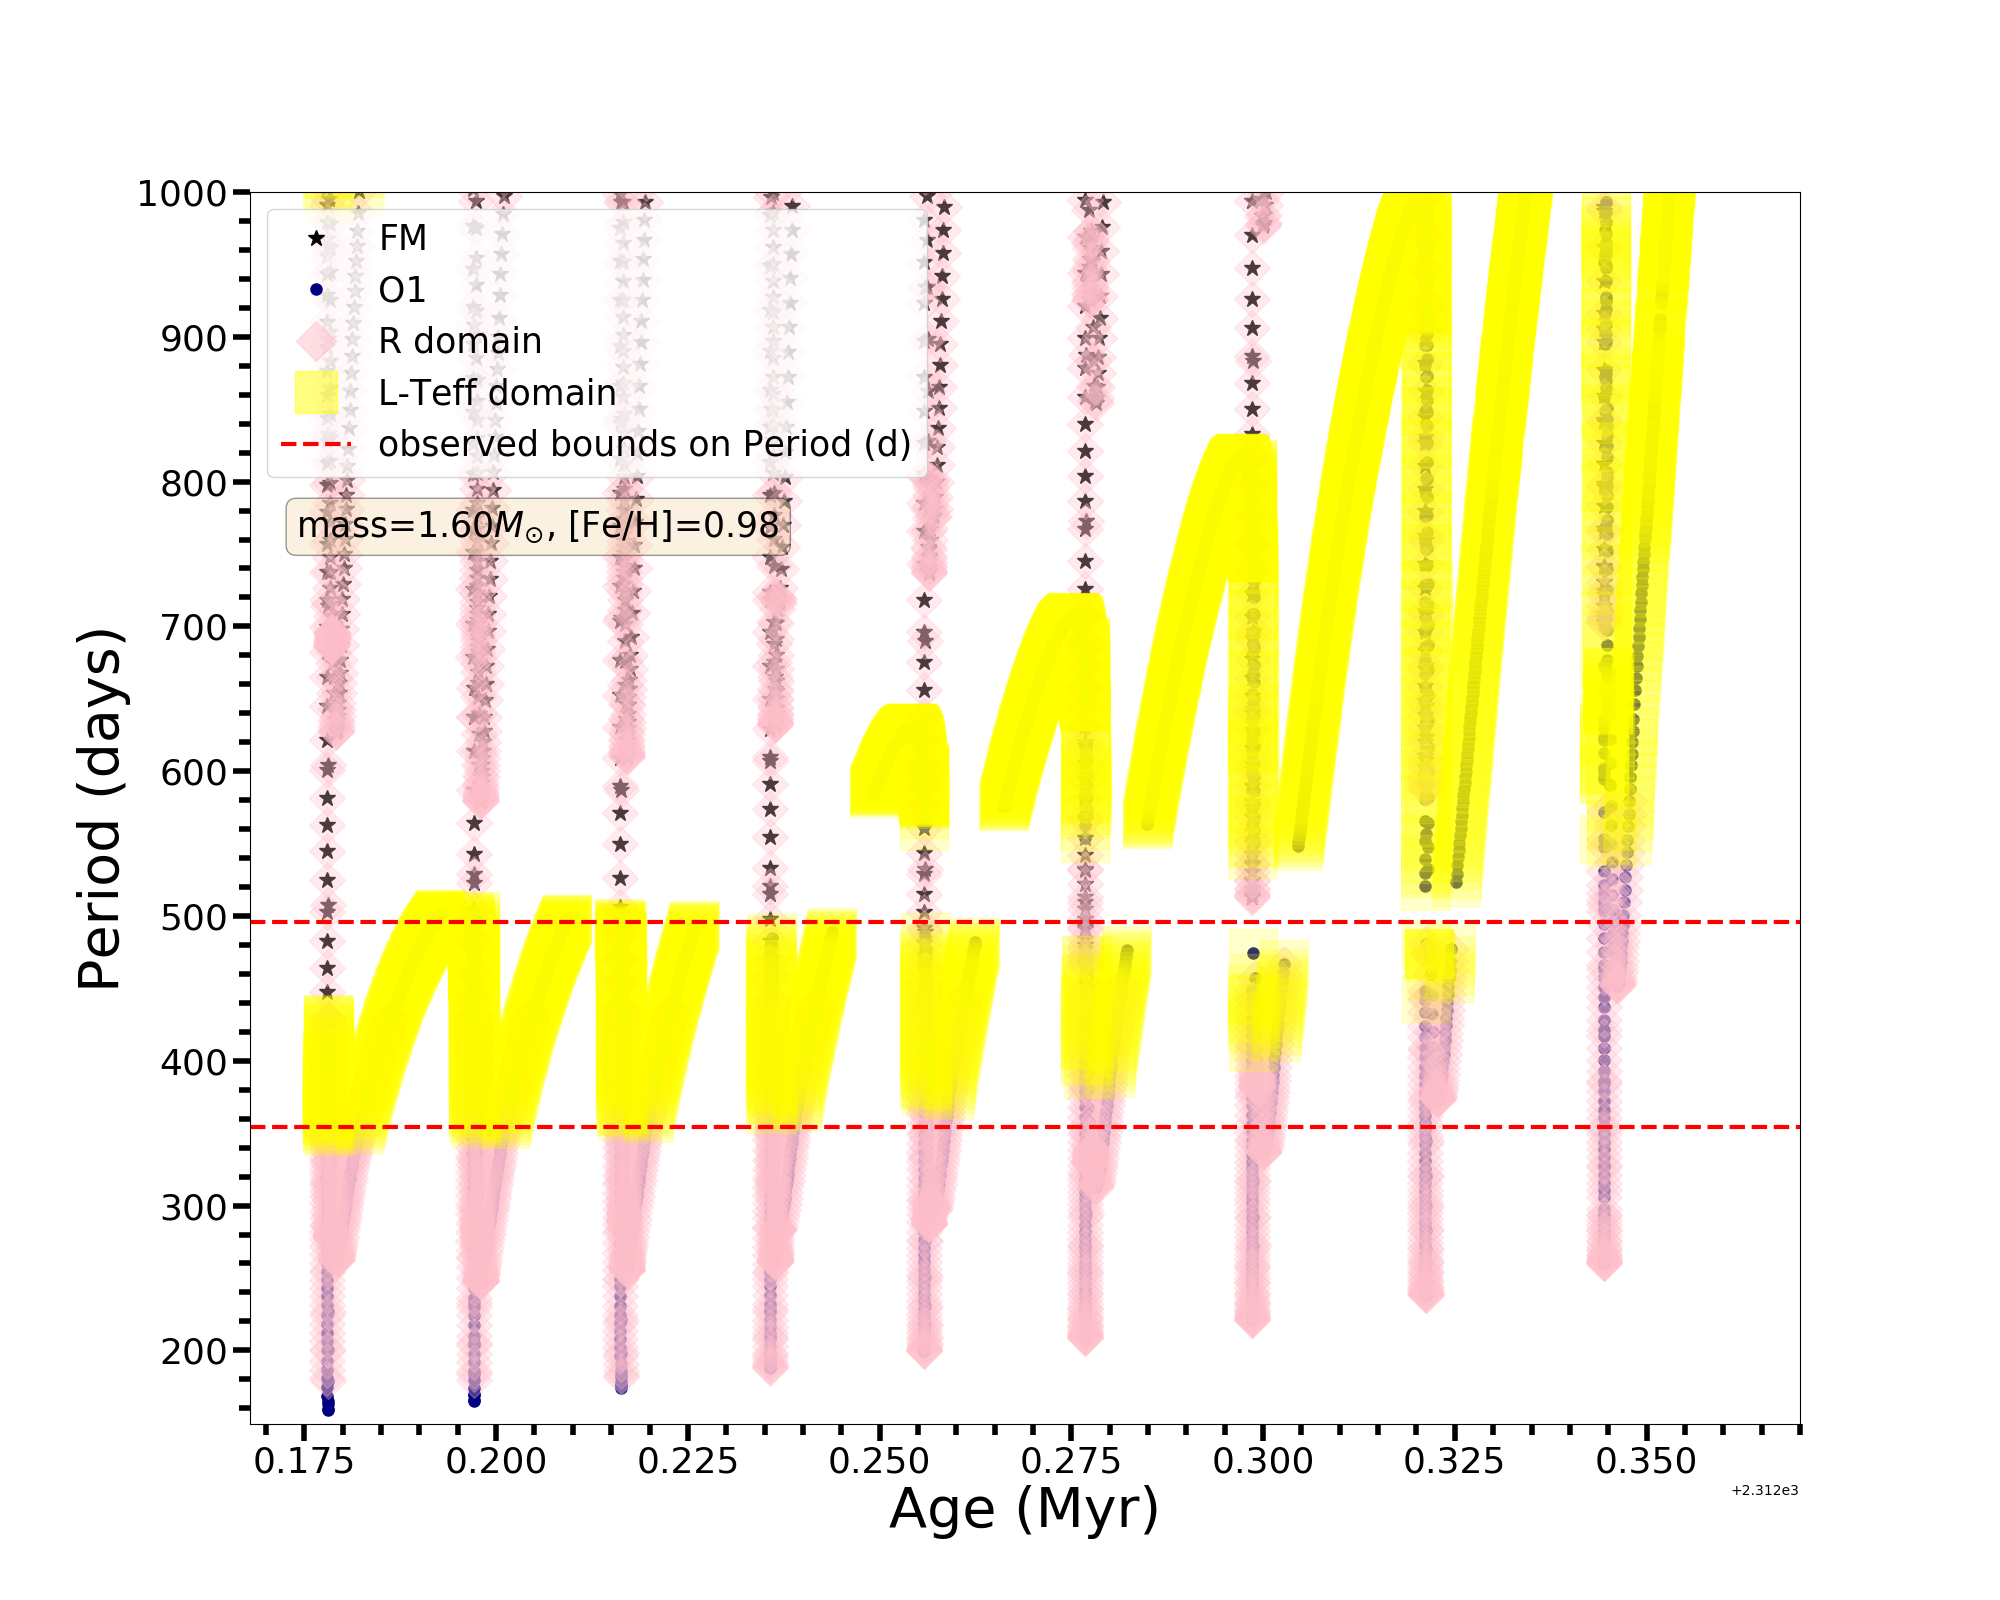 1000
900
800
700
600
500
400
300
200
Period (days)
FM
O1
R domain
L-Teff domain
observed bounds on Period (d)
mass=1.60M⊙, [Fe/H]=0.98
0.175 0.200 0.225 0.250 0.275 0.300 0.325 0.350
+2.312e3
Age (Myr)